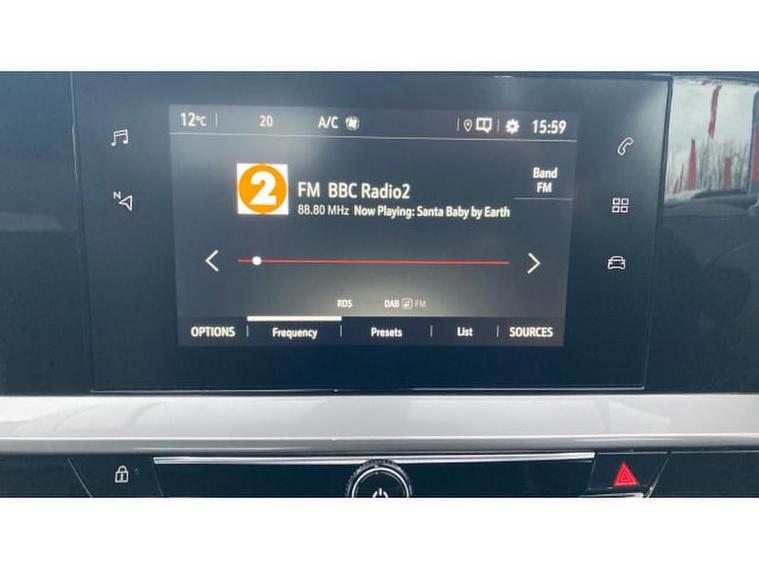 12°C 20 A/C 15:59
N
2
FM BBC Radio2
88.80 MHz Now Playing: Santa Baby by Earth
Band
FM
RDS DAB FM
OPTIONS Frequency Presets List SOURCES